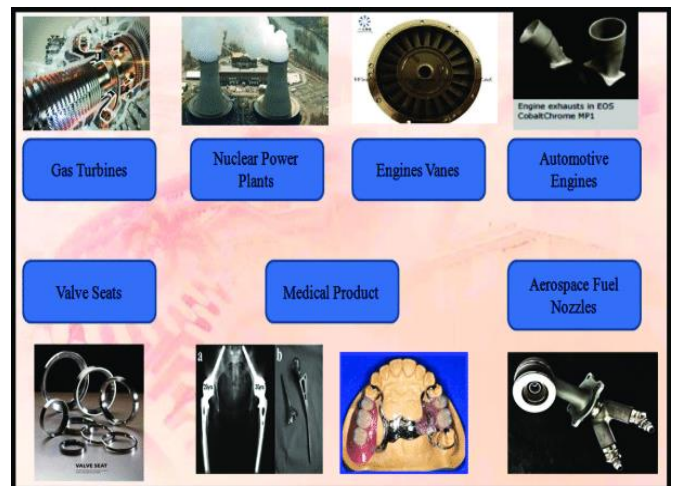 Engine exhausts in EOS
CobaltChrome MP1
Gas Turbines
Nuclear Power
Plants
Engines Vanes
Automotive
Engines
Valve Seats
Medical Product
Aerospace Fuel
Nozzles
a
b
VALVE SEAT